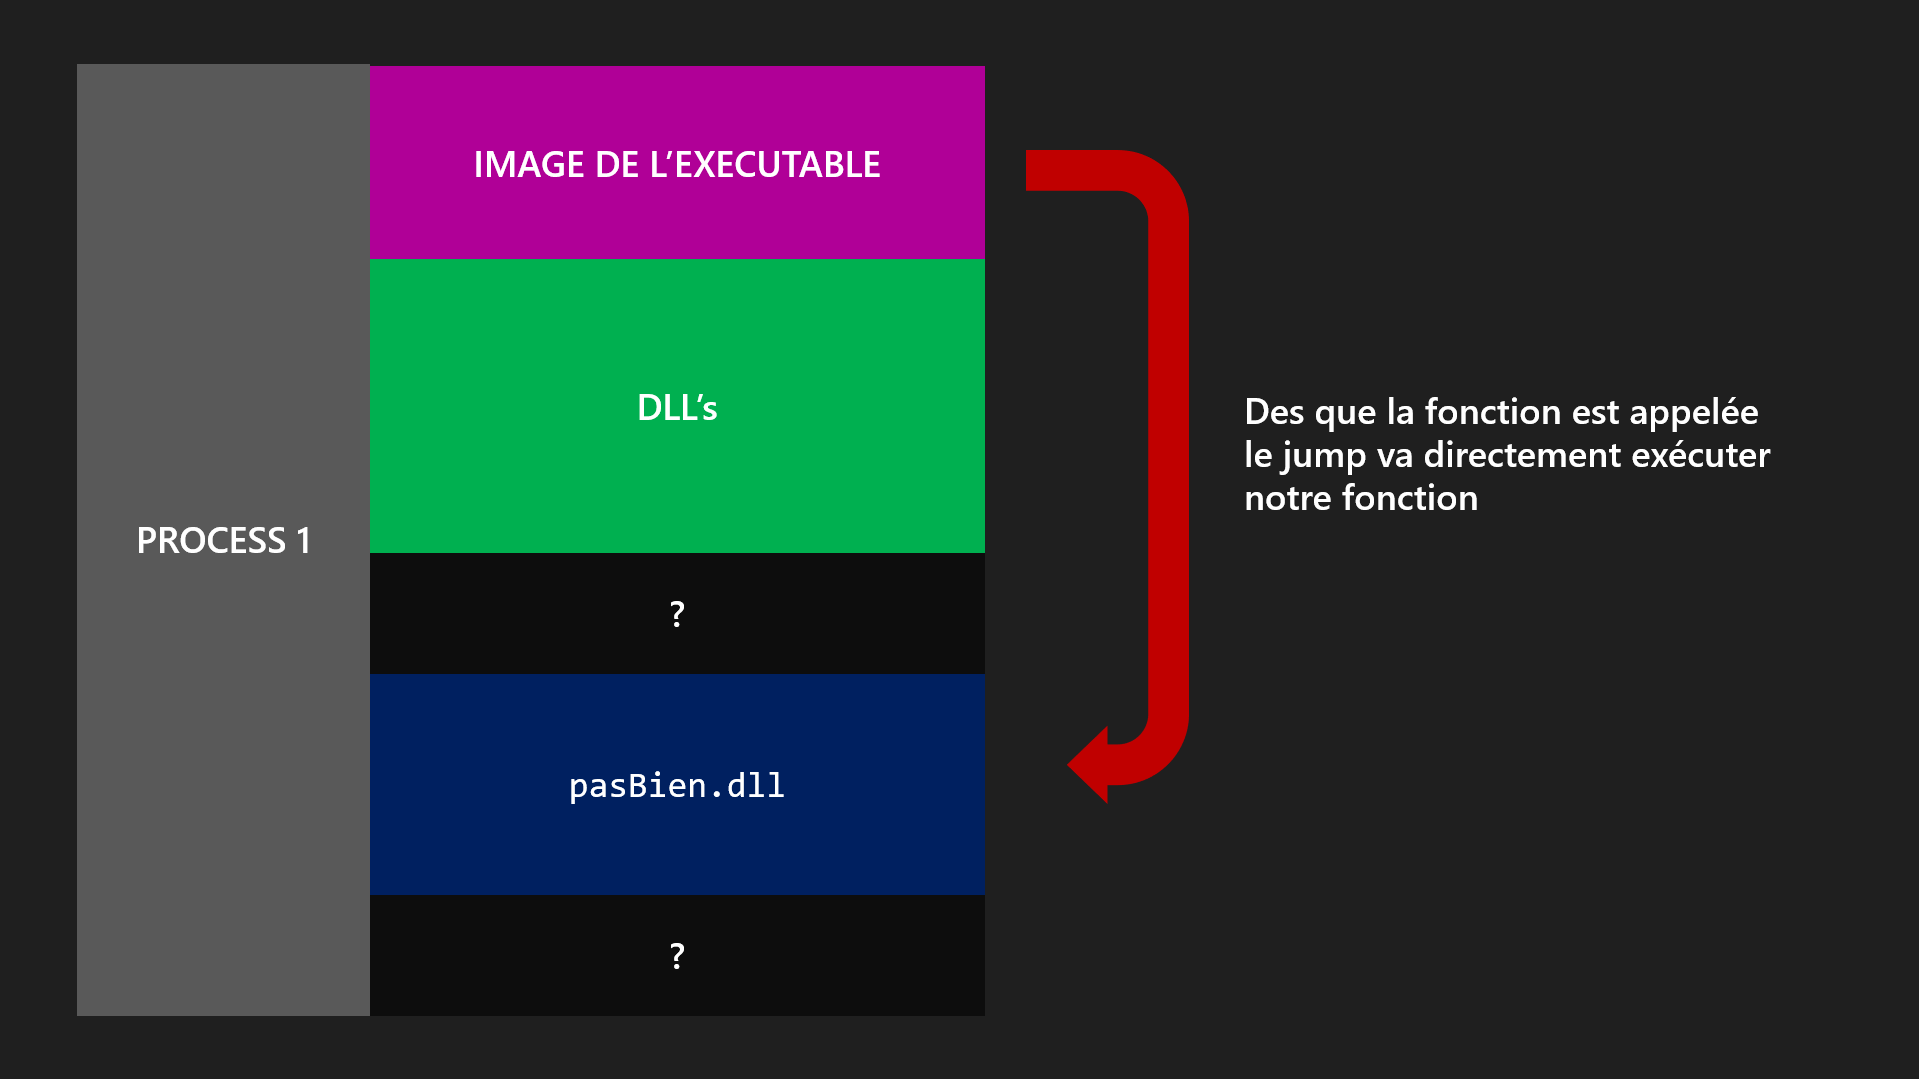 IMAGE DE L’EXECUTABLE
DLL’s
PROCESS 1
?
pasBien.dll
?
Des que la fonction est appelée
le jump va directement exécuter
notre fonction